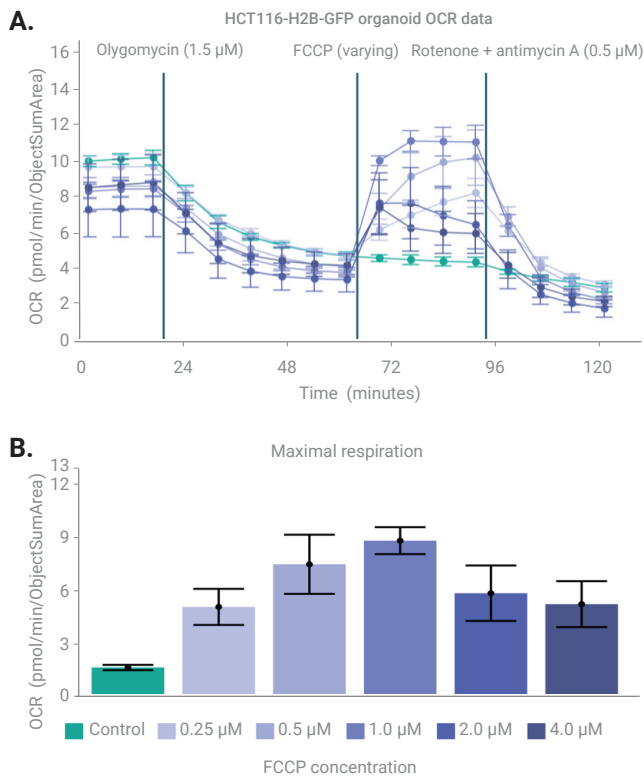 A.
HCT116-H2B-GFP organoid OCR data
Olygomycin (1.5 μM)
FCCP (varying)
Rotenone + antimycin A (0.5 μM)
OCR (pmol/min/ObjectSumArea)
16
14
12
10
8
6
4
2
0
0 24 48 72 96 120
Time (minutes)
B.
Maximal respiration
OCR (pmol/min/ObjectSumArea)
13
9
6
3
0
Control 0.25 μM 0.5 μM 1.0 μM 2.0 μM 4.0 μM
FCCP concentration